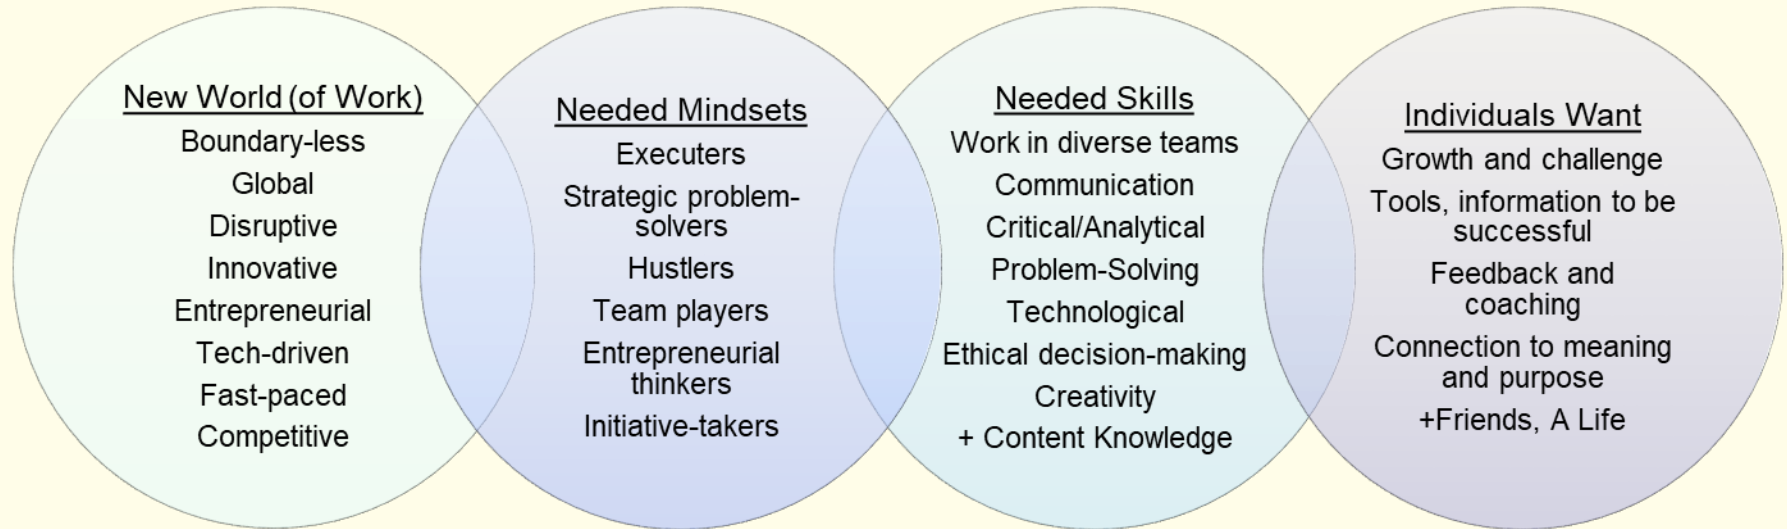 New World (of Work)
Boundary-less
Global
Disruptive
Innovative
Entrepreneurial
Tech-driven
Fast-paced
Competitive
Needed Mindsets
Executers
Strategic problem-
solvers
Hustlers
Team players
Entrepreneurial
thinkers
Initiative-takers
Needed Skills
Work in diverse teams
Communication
Critical/Analytical
Problem-Solving
Technological
Ethical decision-making
Creativity
+ Content Knowledge
Individuals Want
Growth and challenge
Tools, information to be
successful
Feedback and
coaching
Connection to meaning
and purpose
+Friends, A Life